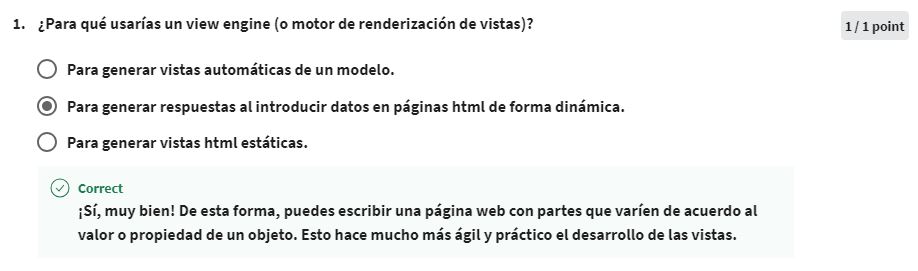 1. ¿Para qué usarías un view engine (o motor de renderización de vistas)?
1 / 1 point
Para generar vistas automáticas de un modelo.
Para generar respuestas al introducir datos en páginas html de forma dinámica.
Para generar vistas html estáticas.
Correct
¡Sí, muy bien! De esta forma, puedes escribir una página web con partes que varíen de acuerdo al
valor o propiedad de un objeto. Esto hace mucho más ágil y práctico el desarrollo de las vistas.